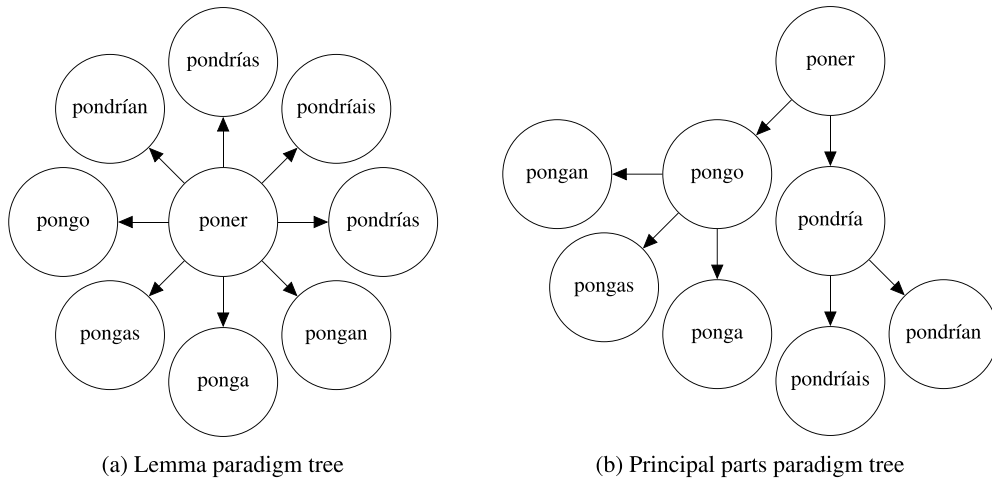 pondrías
pondrían
pondríais
pongo
poner
pondrías
pongas
pongan
ponga
(a) Lemma paradigm tree
poner
pongan
pongo
pondría
pongas
ponga
pondrían
pondríais
(b) Principal parts paradigm tree